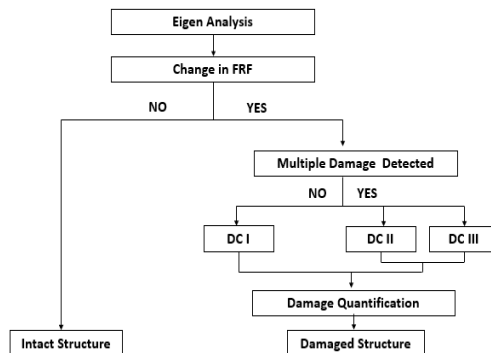 Eigen Analysis
Change in FRF
NO YES
Multiple Damage Detected
NO YES
DC I DC II DC III
Damage Quantification
Intact Structure Damaged Structure